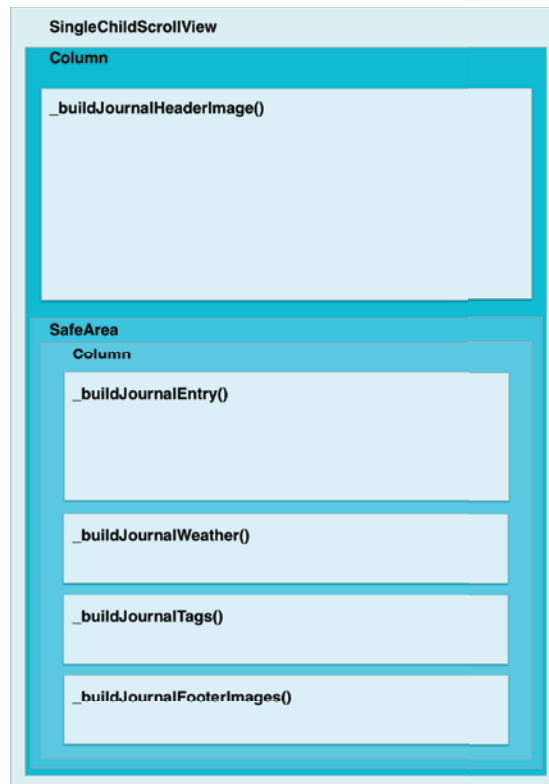 SingleChildScrollView
Column
_buildJournalHeaderImage()
SafeArea
Column
_buildJournalEntry()
_buildJournalWeather()
_buildJournalTags()
_buildJournalFooterImages()